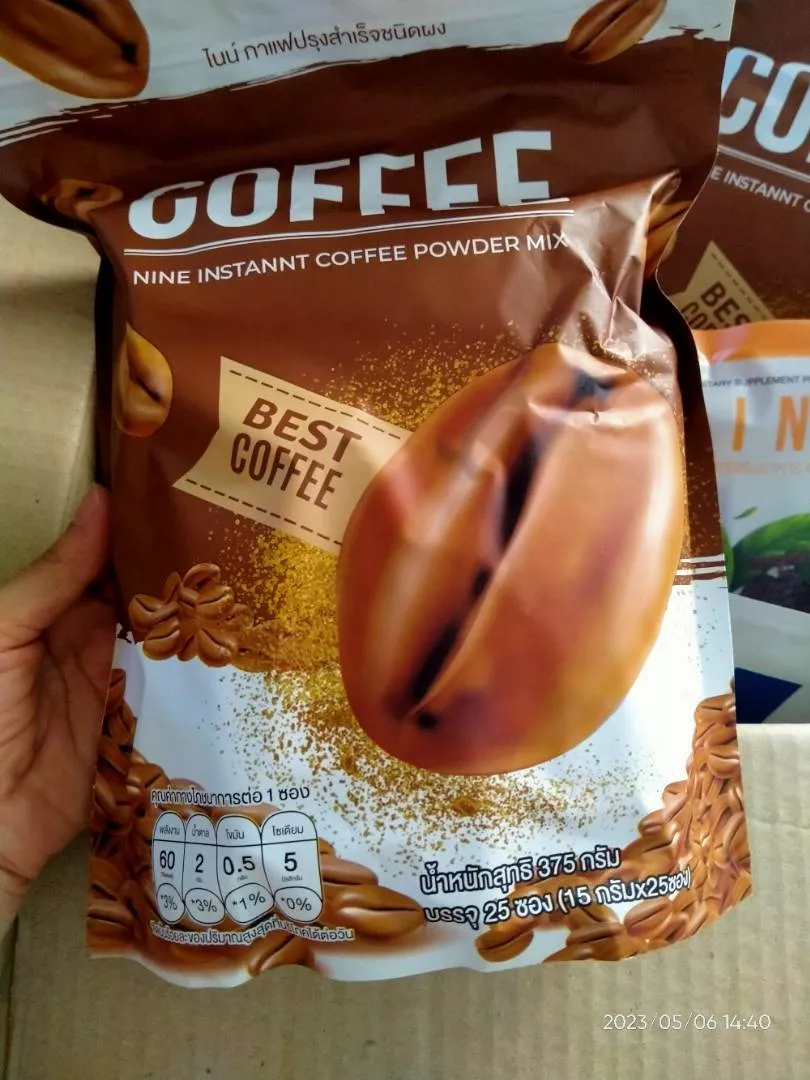 ไนน์ กาแฟปรุงสำเร็จชนิดผง
COFFEE
NINE INSTANNT COFFEE POWDER MIX
BEST
COFFEE
คุณค่าทางโภชนาการต่อ 1 ซอง
พลังงาน น้ำตาล ไขมัน โซเดียม
60 2 0.5 5
*3% *3% *1% *0%
น้ำหนักสุทธิ 375 กรัม
บรรจุ 25 ซอง (15 กรัมx25ซอง)
CO
E INSTANNT C
BES
TARY SUPPLEMENT P
I N
2023/05/06 14:40